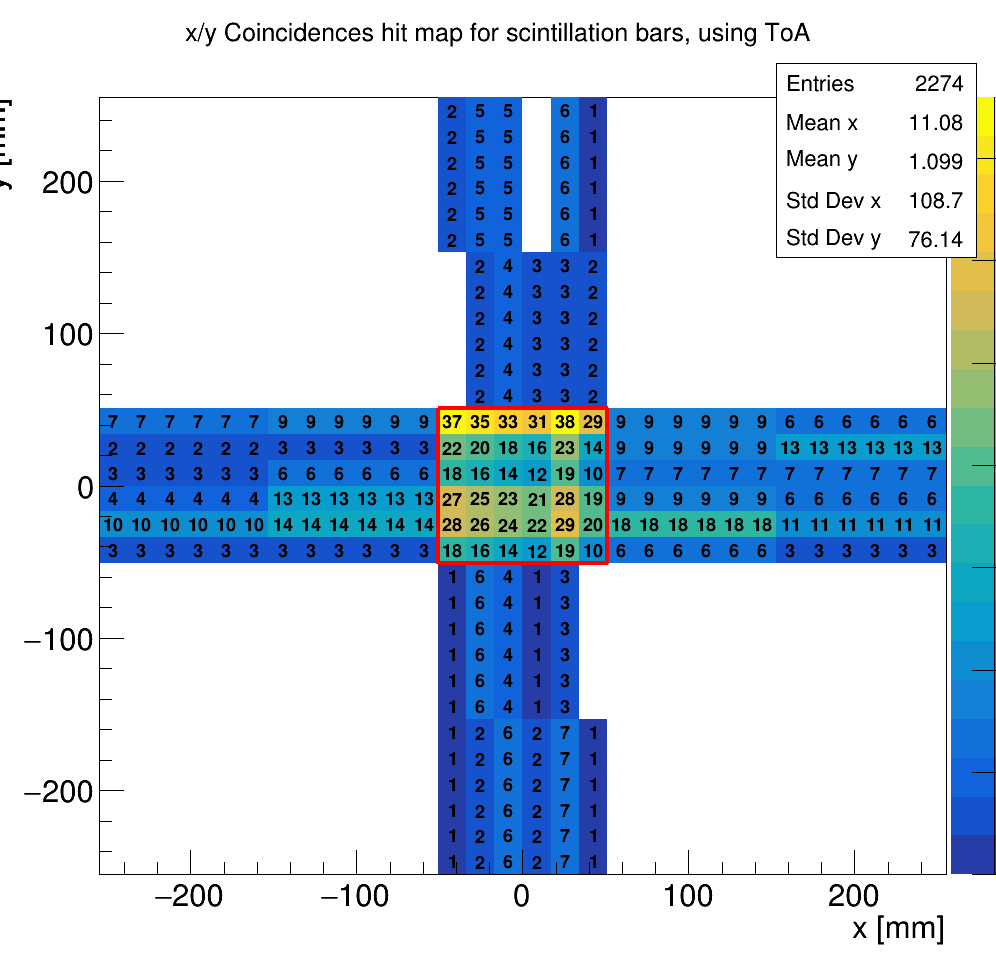 x/y Coincidences hit map for scintillation bars, using ToA
Entries 2274
Mean x 11.08
Mean y 1.099
Std Dev x 108.7
Std Dev y 76.14
y [mm]
2 5 5 6 1
2 5 5 6 1
2 5 5 6 1
200
2 5 5 6 1
2 5 5 6 1
2 5 5 6 1
2 4 3 3 2
2 4 3 3 2
2 4 3 3 2
100
2 4 3 3 2
2 4 3 3 2
2 4 3 3 2
7 7 7 7 7 7 9 9 9 9 9 9 37 35 33 31 38 29 9 9 9 9 9 9 6 6 6 6 6 6
2 2 2 2 2 2 3 3 3 3 3 3 22 20 18 16 23 14 9 9 9 9 9 9 13 13 13 13 13 13
3 3 3 3 3 3 6 6 6 6 6 6 18 16 14 12 19 10 7 7 7 7 7 7 7 7 7 7 7 7
0
4 4 4 4 4 4 13 13 13 13 13 13 27 25 23 21 28 19 9 9 9 9 9 9 6 6 6 6 6 6
10 10 10 10 10 10 14 14 14 14 14 14 28 26 24 22 29 20 18 18 18 18 18 18 11 11 11 11 11 11
3 3 3 3 3 3 3 3 3 3 3 3 18 16 14 12 19 10 6 6 6 6 6 6 3 3 3 3 3 3
1 6 4 1 3
1 6 4 1 3
1 6 4 1 3
−100
1 6 4 1 3
1 6 4 1 3
1 6 4 1 3
1 2 6 2 7 1
1 2 6 2 7 1
1 2 6 2 7 1
−200
1 2 6 2 7 1
1 2 6 2 7 1
1 2 6 2 7 1
−200 −100 0 100 200
x [mm]